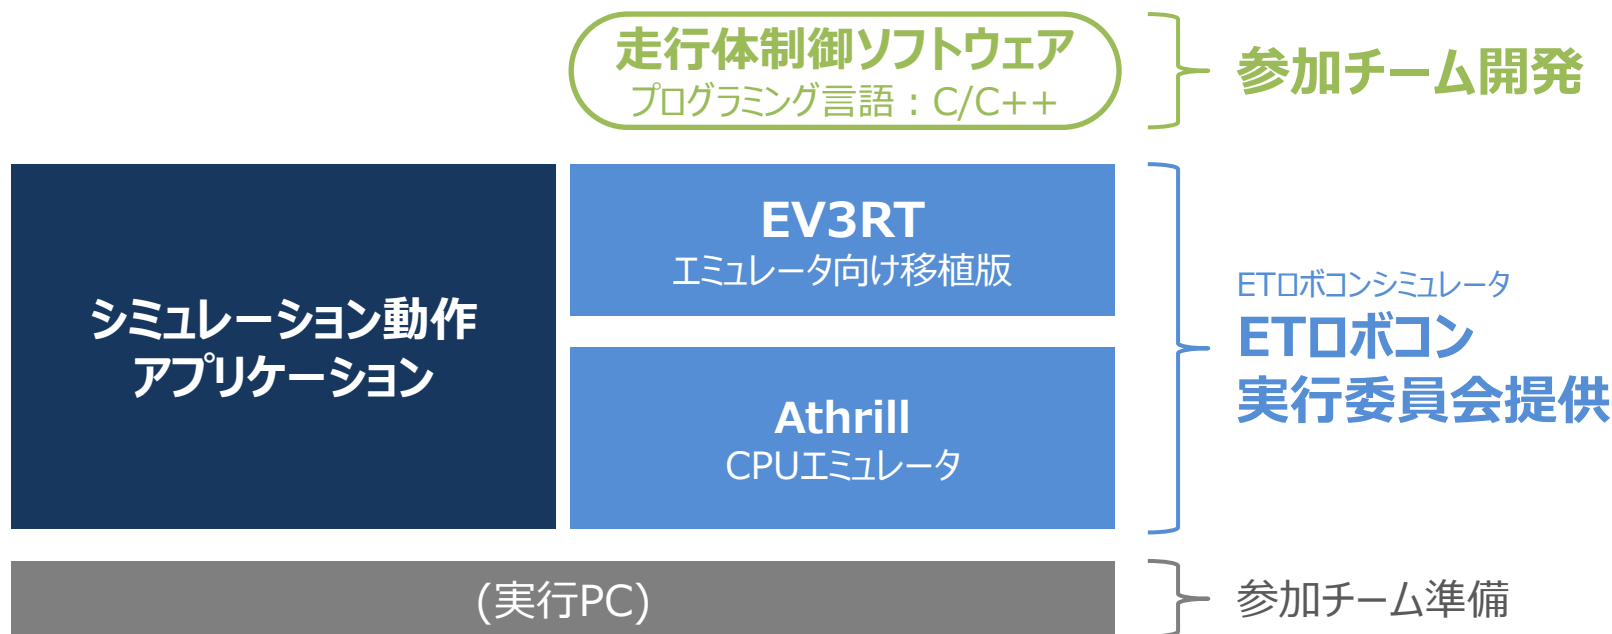 走行体制御ソフトウェア
プログラミング言語：C/C++
参加チーム開発
シミュレーション動作
アプリケーション
EV3RT
エミュレータ向け移植版
Athrill
CPUエミュレータ
ETロボコンシミュレータ
ETロボコン
実行委員会提供
(実行PC)
参加チーム準備